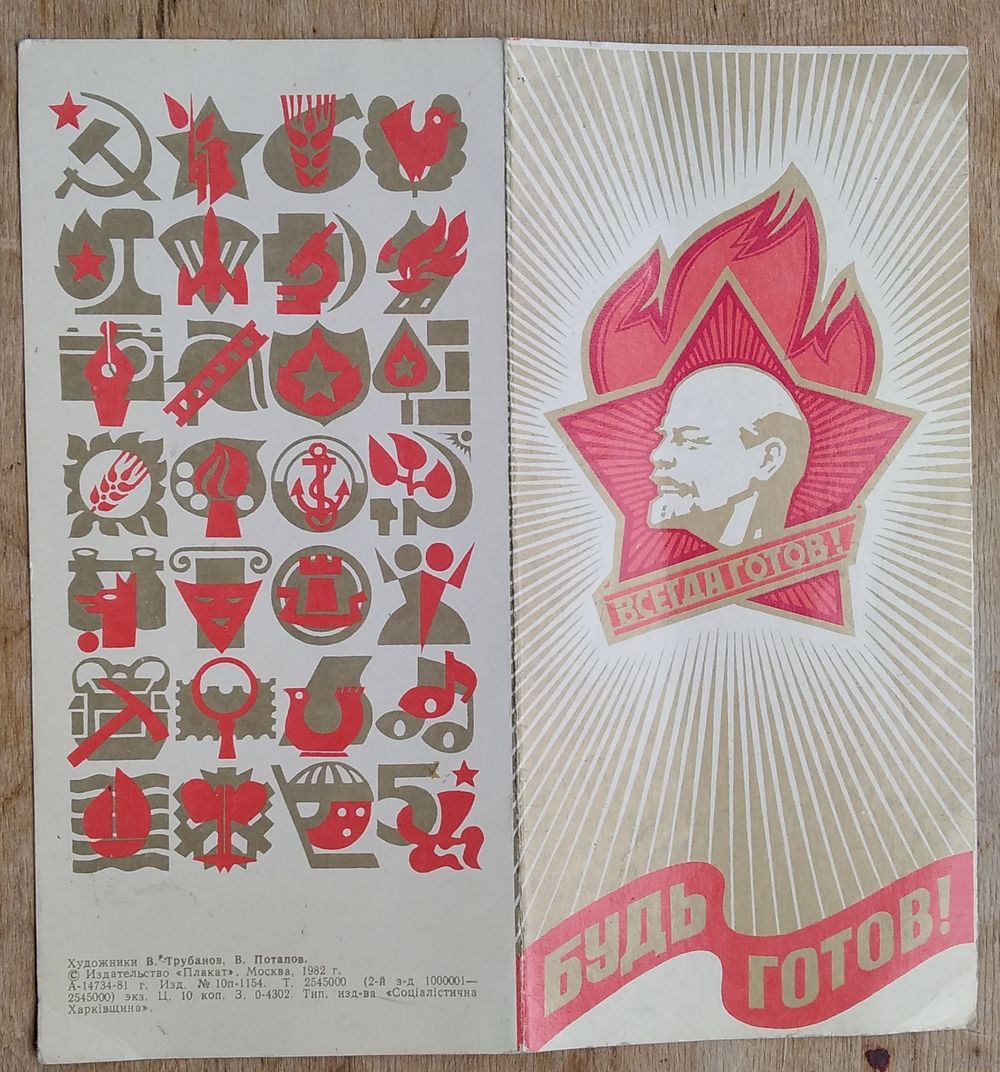 Художники В. Трубанов, В. Потапов.
© Издательство «Плакат». Москва, 1982 г.
А-14734-81 г. Изд. № 10п-1154. Т. 2545000 (2-й з-д 1000001—
2545000) экз. Ц. 10 коп. З. 0-4302. Тип. изд-ва «Соціалістична
Харківщина».
5
ВСЕГДА ГОТОВ!
БУДЬ
ГОТОВ!